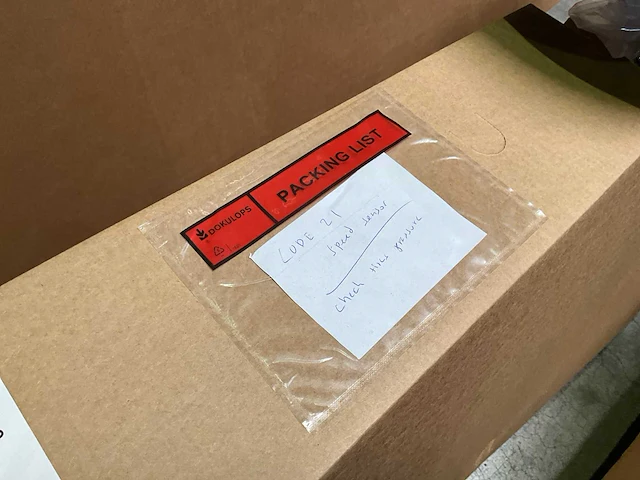 DOKULOPS
PACKING LIST
CODE 21
speed sensor
check tires pressure